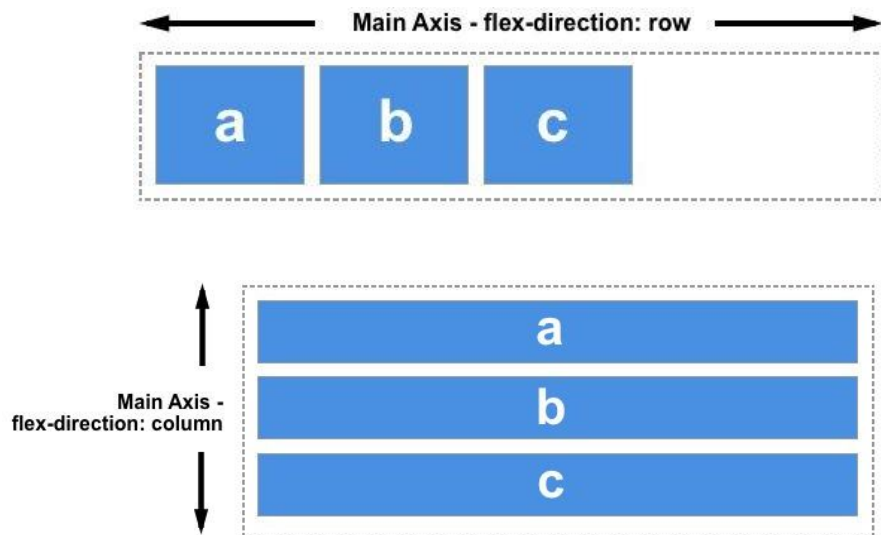 Main Axis - flex-direction: row
a b c
a
Main Axis -
flex-direction: column
b
c